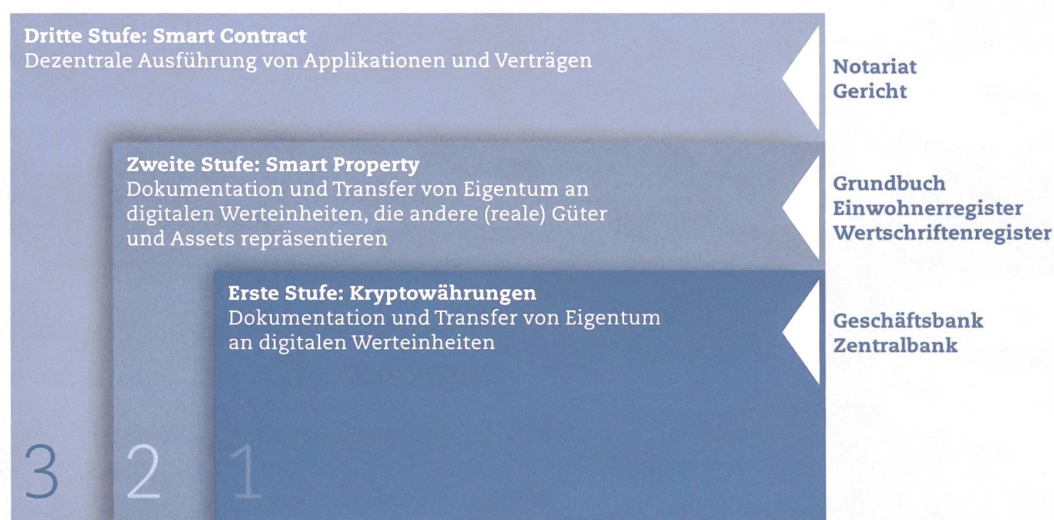 Dritte Stufe: Smart Contract
Dezentrale Ausführung von Applikationen und Verträgen
Notariat
Gericht
Zweite Stufe: Smart Property
Dokumentation und Transfer von Eigentum an
digitalen Werteinheiten, die andere (reale) Güter
und Assets repräsentieren
Grundbuch
Einwohnerregister
Wertschriftenregister
Erste Stufe: Kryptowährungen
Dokumentation und Transfer von Eigentum
an digitalen Werteinheiten
Geschäftsbank
Zentralbank
3 2 1